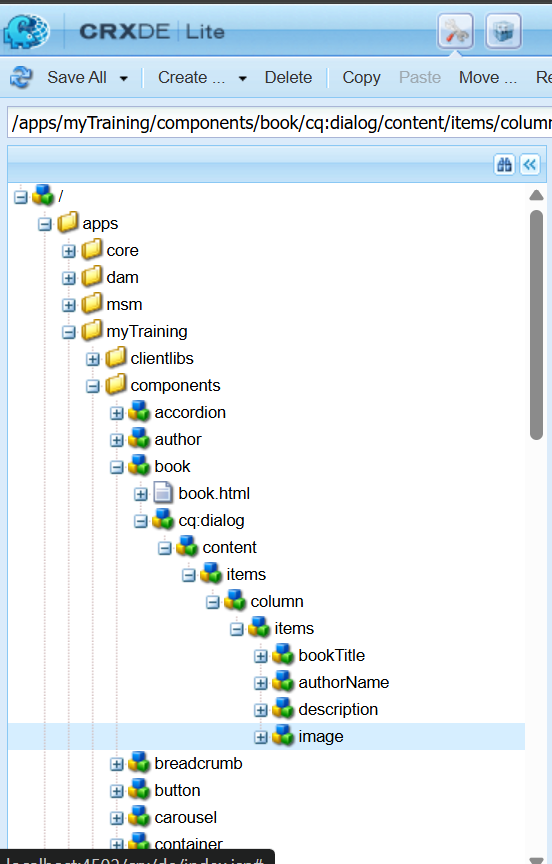 CRXDE | Lite
Save All Create ... Delete Copy Paste Move ... Re
/apps/myTraining/components/book/cq:dialog/content/items/column
/
apps
core
dam
msm
myTraining
clientlibs
components
accordion
author
book
book.html
cq:dialog
content
items
column
items
bookTitle
authorName
description
image
breadcrumb
button
carousel
container
localhost:4502/crx/de/index.jsp#